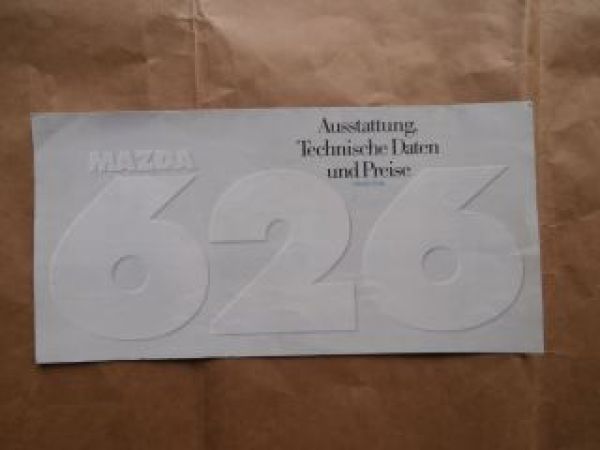 MAZDA
626
Ausstattung,
Technische Daten
und Preise